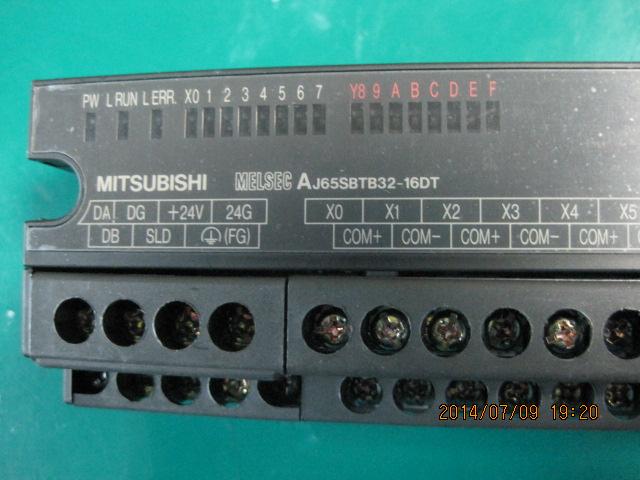 PW L RUN L ERR. X0 1 2 3 4 5 6 7 Y8 9 A B C D E F
MITSUBISHI MELSEC AJ65SBTB32-16DT
DA DG +24V 24G X0 X1 X2 X3 X4 X5
DB SLD (FG) COM+ COM- COM+ COM- COM+ CO
2014/07/09 19:20